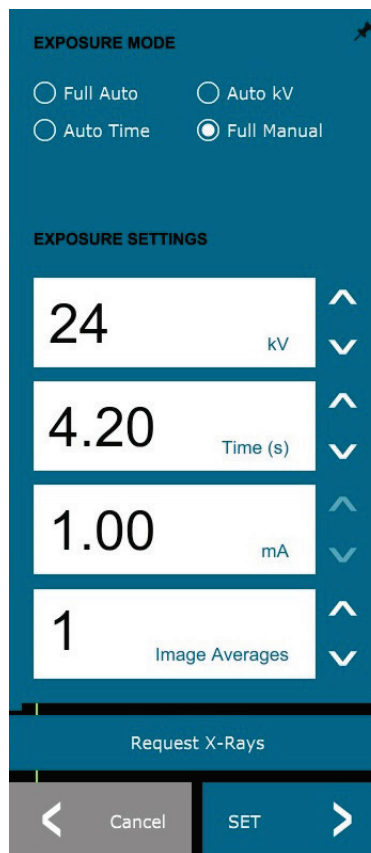 EXPOSURE MODE
Full Auto
Auto kV
Auto Time
Full Manual
EXPOSURE SETTINGS
24 kV
4.20 Time (s)
1.00 mA
1 Image Averages
Request X-Rays
Cancel
SET